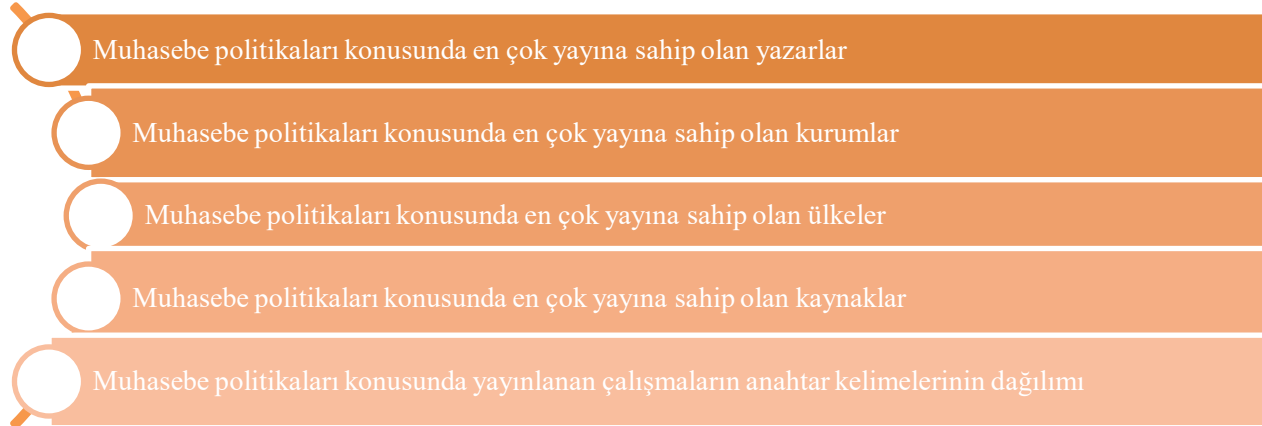 Muhasebe politikaları konusunda en çok yayına sahip olan yazarlar
Muhasebe politikaları konusunda en çok yayına sahip olan kurumlar
Muhasebe politikaları konusunda en çok yayına sahip olan ülkeler
Muhasebe politikaları konusunda en çok yayına sahip olan kaynaklar
Muhasebe politikaları konusunda yayınlanan çalışmaların anahtar kelimelerinin dağılımı